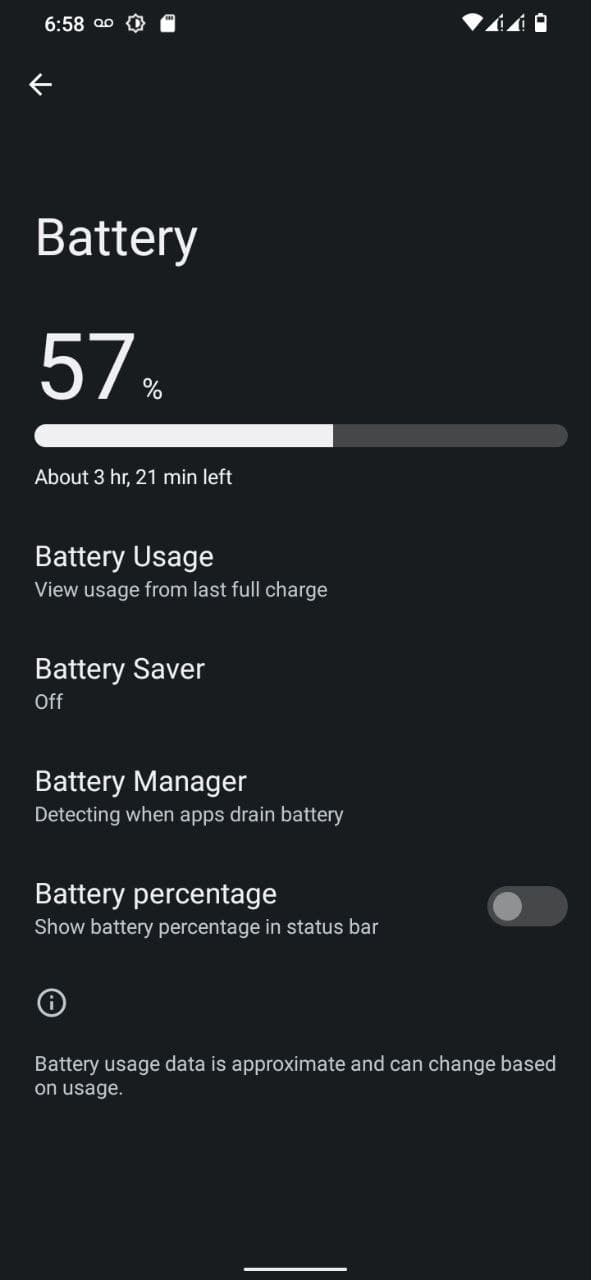 6:58
Battery
57 %
About 3 hr, 21 min left
Battery Usage
View usage from last full charge
Battery Saver
Off
Battery Manager
Detecting when apps drain battery
Battery percentage
Show battery percentage in status bar
Battery usage data is approximate and can change based
on usage.